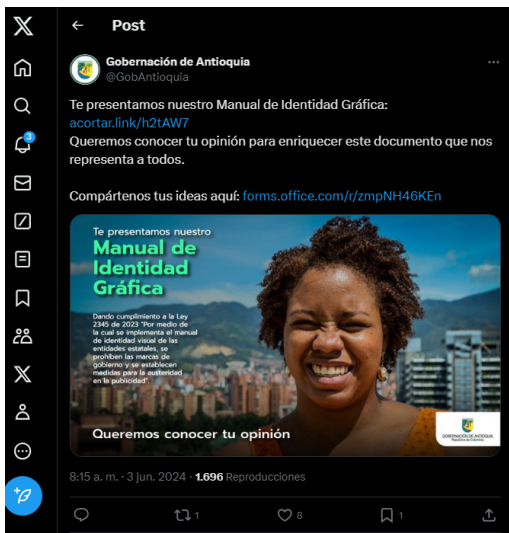 Post
Gobernación de Antioquia
@GobAntioquia
Te presentamos nuestro Manual de Identidad Gráfica:
acortar.link/h2tAW7
Queremos conocer tu opinión para enriquecer este documento que nos
representa a todos.
Compártenos tus ideas aquí: forms.office.com/r/zmpNH46KEn
Te presentamos nuestro
Manual de
Identidad
Gráfica
Dando cumplimiento a la Ley
2345 de 2023 "Por medio de
la cual se implementa el manual
de identidad visual de las
entidades estatales, se
prohíben las marcas de
gobierno y se establecen
medidas para la austeridad
en la publicidad".
Queremos conocer tu opinión
GOBERNACIÓN DE ANTIOQUIA
República de Colombia
8:15 a. m. · 3 jun. 2024 · 1.696 Reproducciones
1
8
1
3